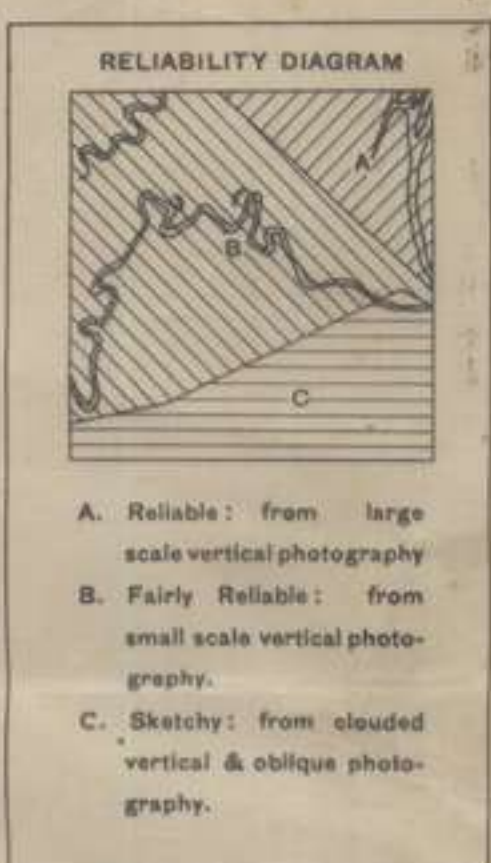 RELIABILITY DIAGRAM
A
B
C
A. Reliable: from large
scale vertical photography
B. Fairly Reliable: from
small scale vertical photo-
graphy.
C. Sketchy: from clouded
vertical & oblique photo-
graphy.